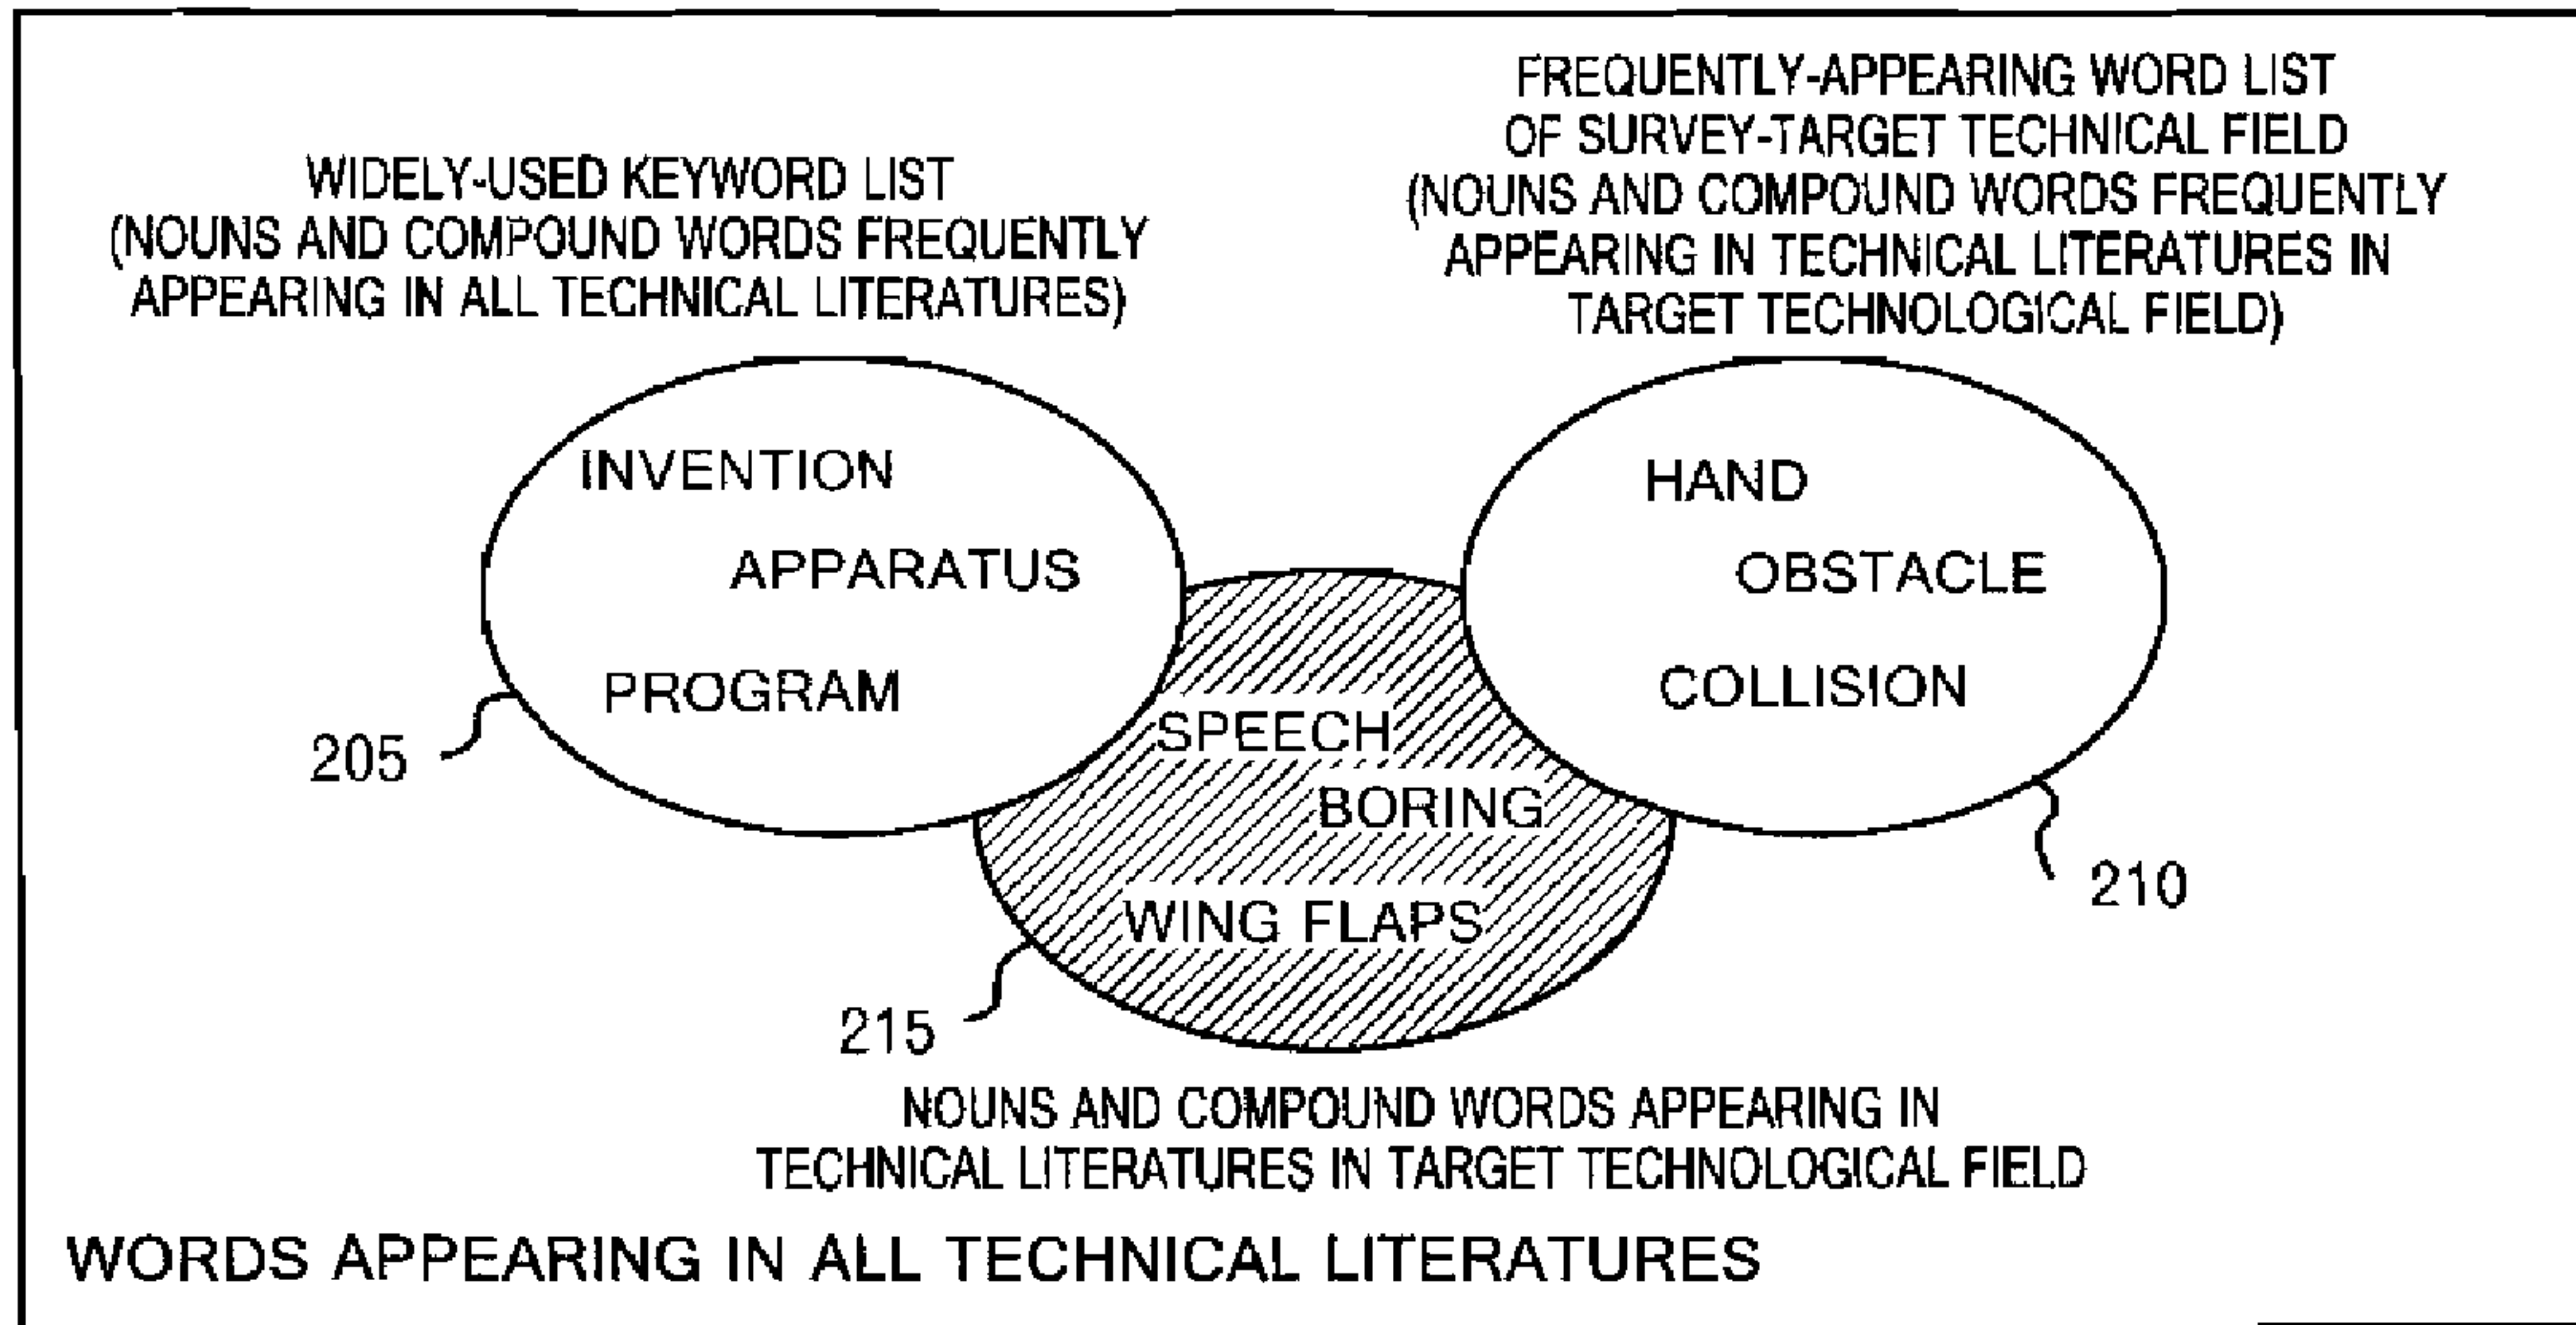 WIDELY-USED KEYWORD LIST
(NOUNS AND COMPOUND WORDS FREQUENTLY
APPEARING IN ALL TECHNICAL LITERATURES)
FREQUENTLY-APPEARING WORD LIST
OF SURVEY-TARGET TECHNICAL FIELD
(NOUNS AND COMPOUND WORDS FREQUENTLY
APPEARING IN TECHNICAL LITERATURES IN
TARGET TECHNOLOGICAL FIELD)
INVENTION
APPARATUS
PROGRAM
205
HAND
OBSTACLE
COLLISION
210
SPEECH
BORING
WING FLAPS
215
NOUNS AND COMPOUND WORDS APPEARING IN
TECHNICAL LITERATURES IN TARGET TECHNOLOGICAL FIELD
WORDS APPEARING IN ALL TECHNICAL LITERATURES